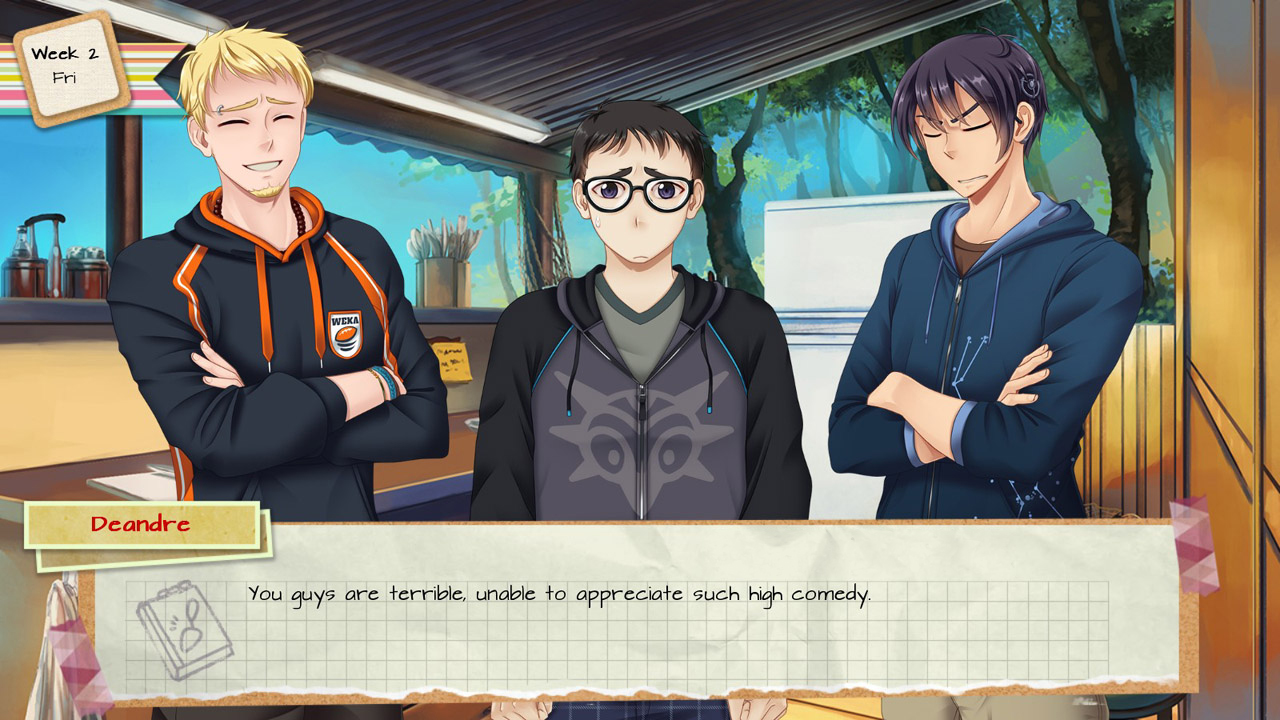 Week 2
Fri
WEKA
Deandre
You guys are terrible, unable to appreciate such high comedy.